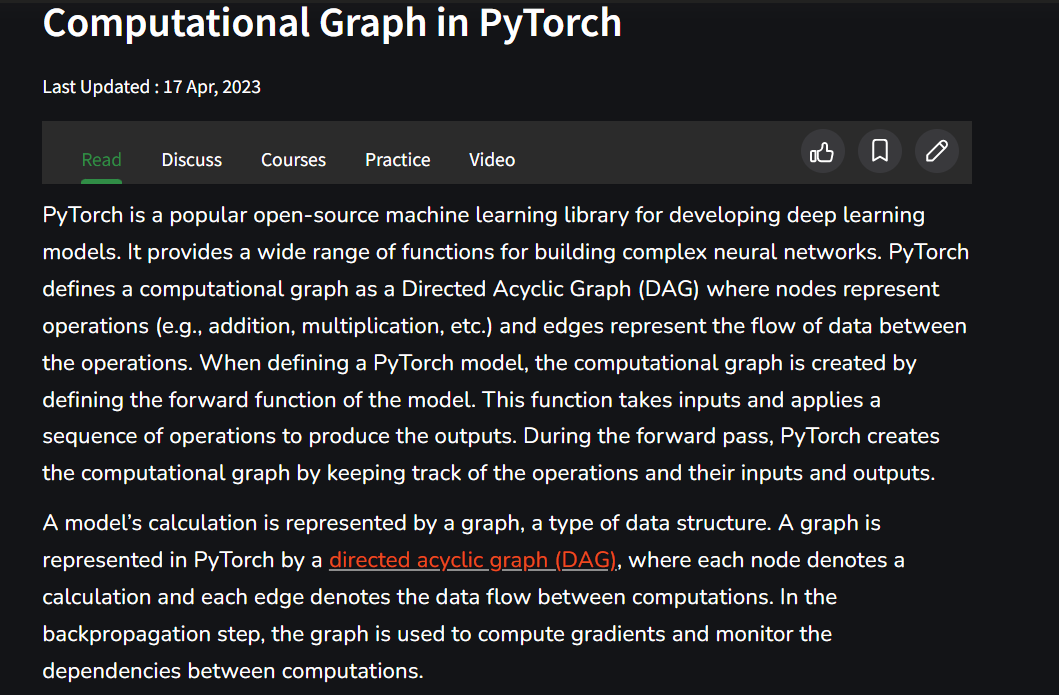 Computational Graph in PyTorch
Last Updated : 17 Apr, 2023
Read Discuss Courses Practice Video
PyTorch is a popular open-source machine learning library for developing deep learning
models. It provides a wide range of functions for building complex neural networks. PyTorch
defines a computational graph as a Directed Acyclic Graph (DAG) where nodes represent
operations (e.g., addition, multiplication, etc.) and edges represent the flow of data between
the operations. When defining a PyTorch model, the computational graph is created by
defining the forward function of the model. This function takes inputs and applies a
sequence of operations to produce the outputs. During the forward pass, PyTorch creates
the computational graph by keeping track of the operations and their inputs and outputs.
A model’s calculation is represented by a graph, a type of data structure. A graph is
represented in PyTorch by a directed acyclic graph (DAG), where each node denotes a
calculation and each edge denotes the data flow between computations. In the
backpropagation step, the graph is used to compute gradients and monitor the
dependencies between computations.